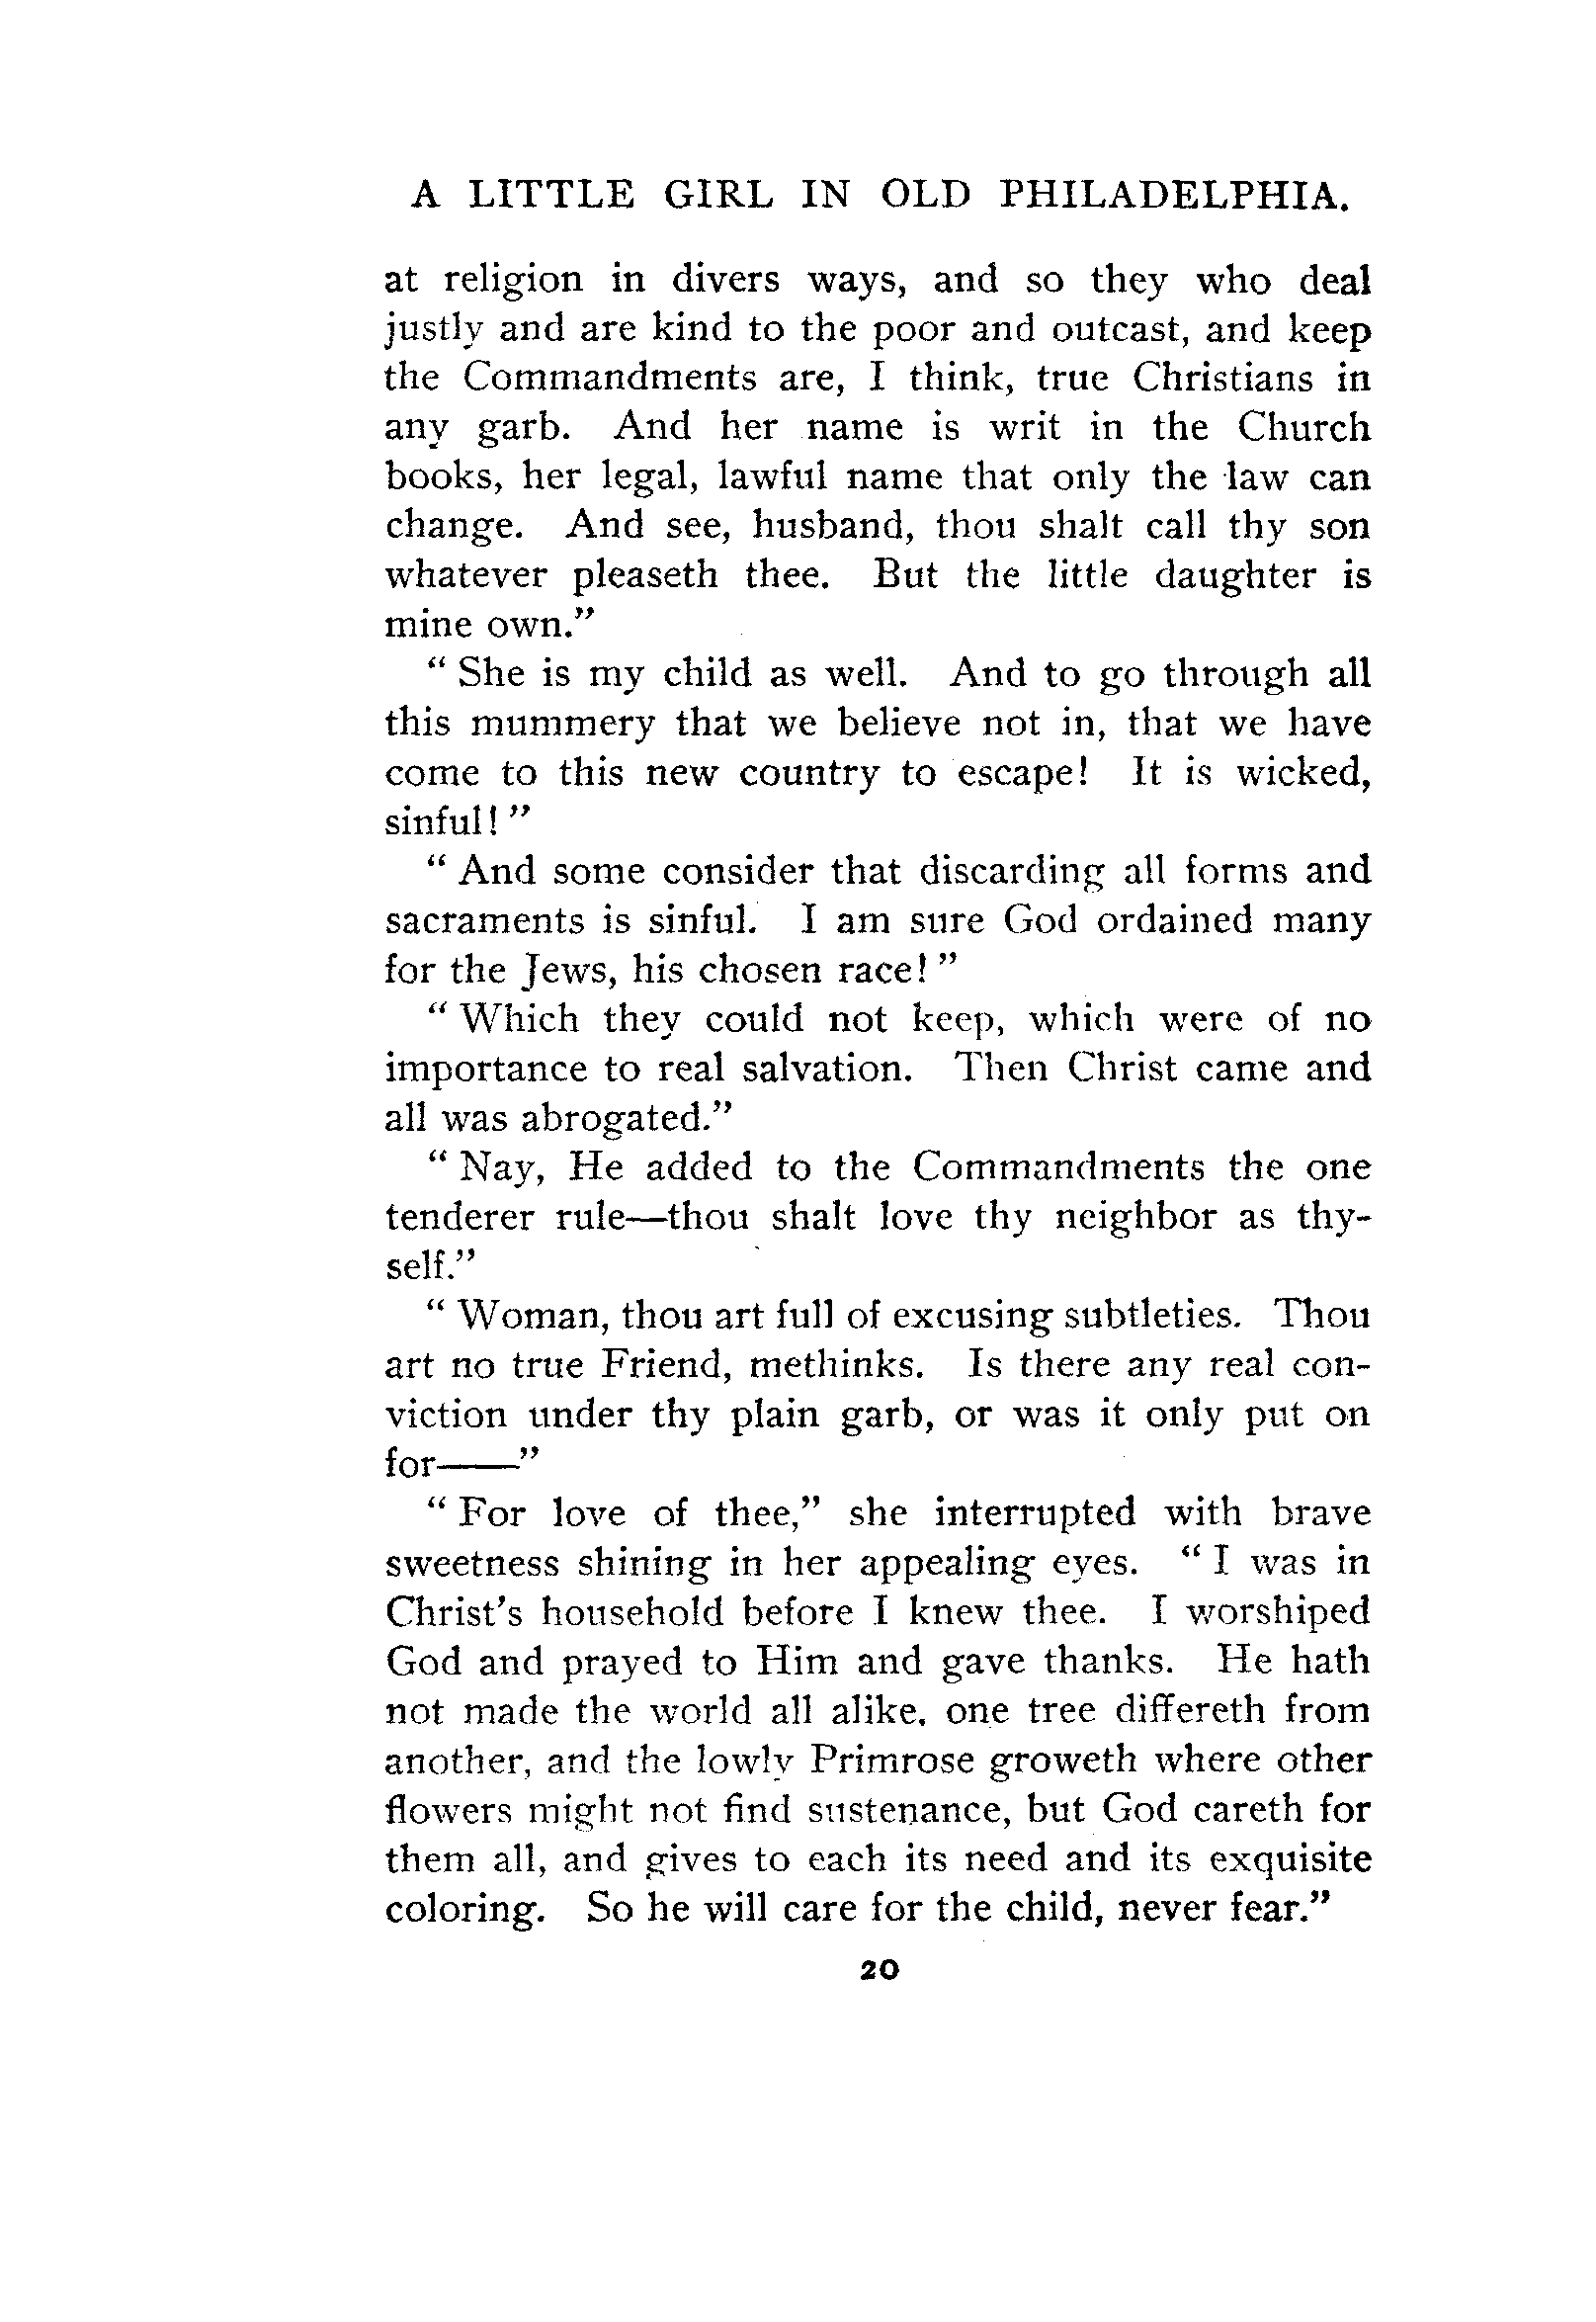 A LITTLE GIRL IN OLD PHILADELPHIA.
at religion in divers ways, and so they who deal
justly and are kind to the poor and outcast, and keep
the Commandments are, I think, true Christians in
any garb. And her name is writ in the Church
books, her legal, lawful name that only the law can
change. And see, husband, thou shalt call thy son
whatever pleaseth thee. But the little daughter is
mine own.”
“ She is my child as well. And to go through all
this mummery that we believe not in, that we have
come to this new country to escape! It is wicked,
sinful! ”
“ And some consider that discarding all forms and
sacraments is sinful. I am sure God ordained many
for the Jews, his chosen race! ”
“ Which they could not keep, which were of no
importance to real salvation. Then Christ came and
all was abrogated.”
“ Nay, He added to the Commandments the one
tenderer rule—thou shalt love thy neighbor as thy-
self.”
“ Woman, thou art full of excusing subtleties. Thou
art no true Friend, methinks. Is there any real con-
viction under thy plain garb, or was it only put on
for——”
“ For love of thee,” she interrupted with brave
sweetness shining in her appealing eyes. “ I was in
Christ’s household before I knew thee. I worshiped
God and prayed to Him and gave thanks. He hath
not made the world all alike, one tree differeth from
another, and the lowly Primrose groweth where other
flowers might not find sustenance, but God careth for
them all, and gives to each its need and its exquisite
coloring. So he will care for the child, never fear.”
20